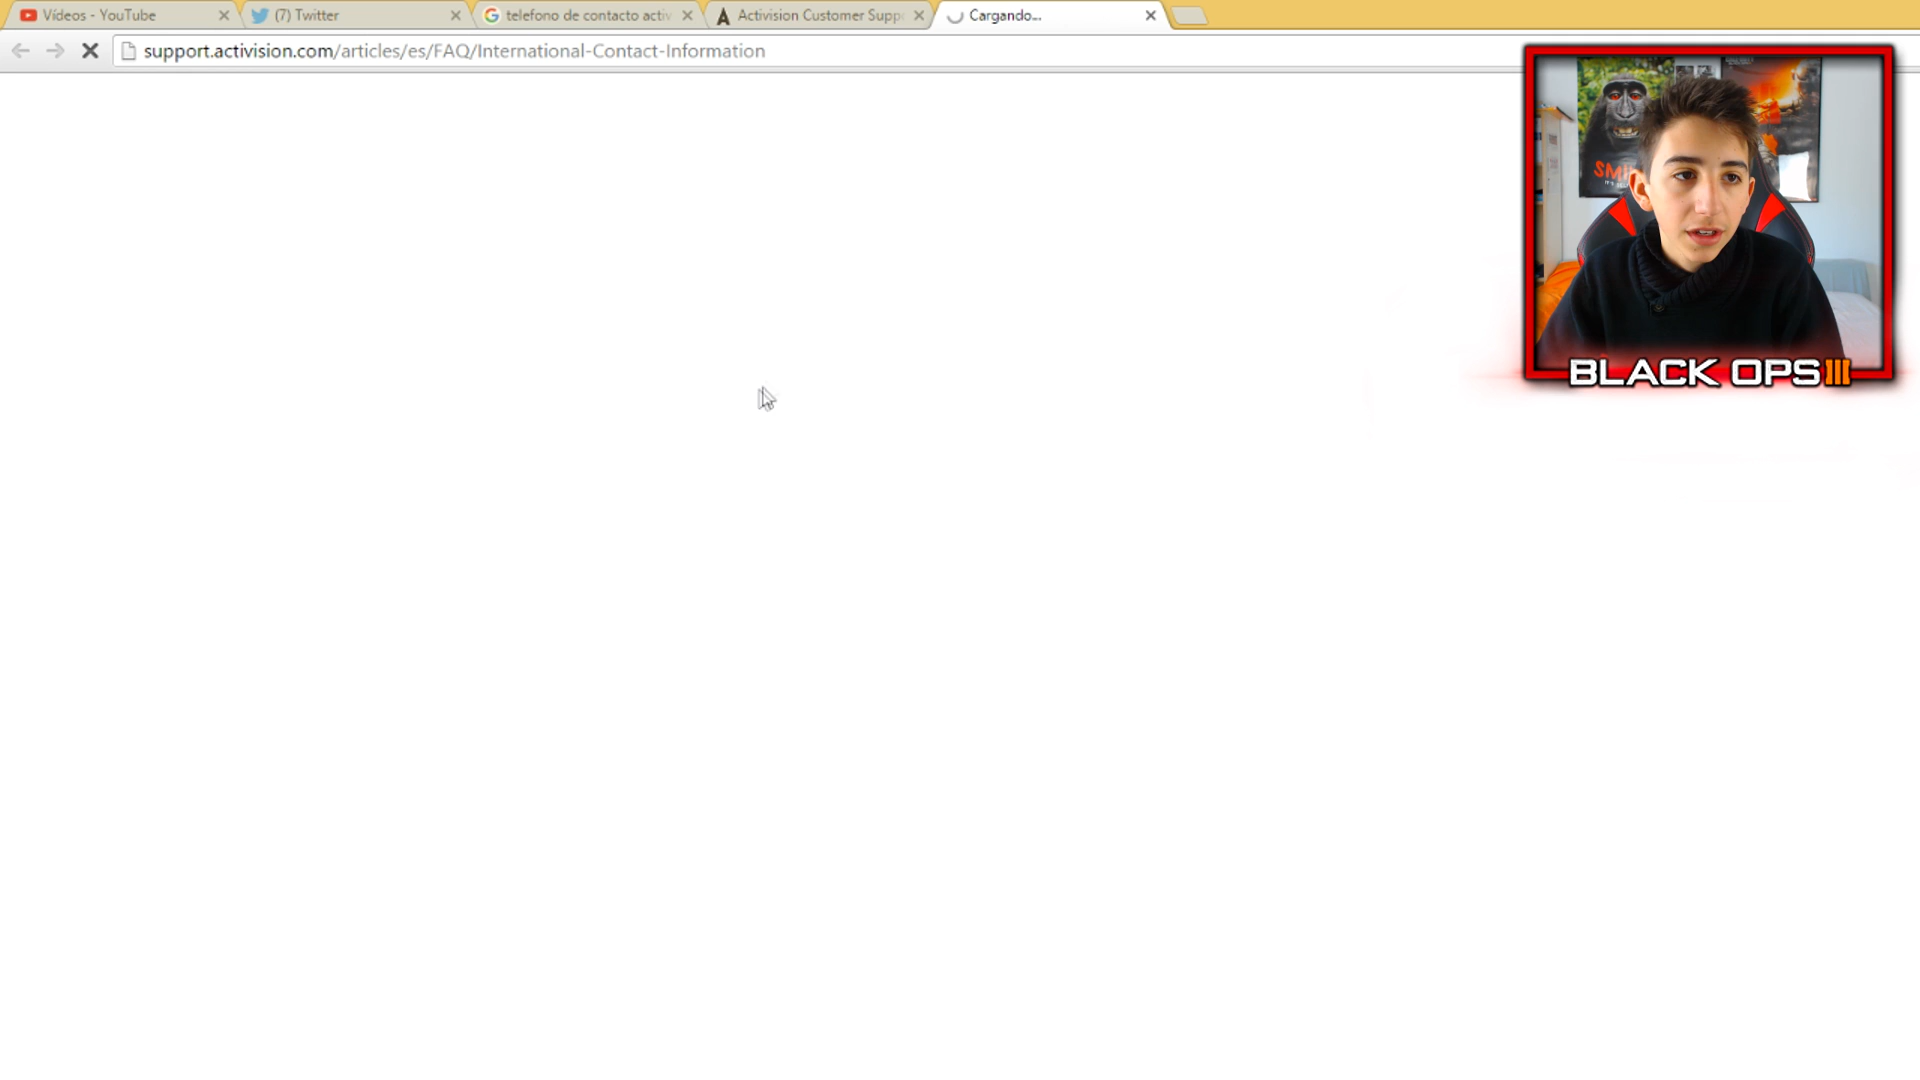 Vídeos - YouTube
(7) Twitter
telefono de contacto activ
Activision Customer Supp
Cargando...
support.activision.com/articles/es/FAQ/International-Contact-Information
SMI
BLACK OPS III